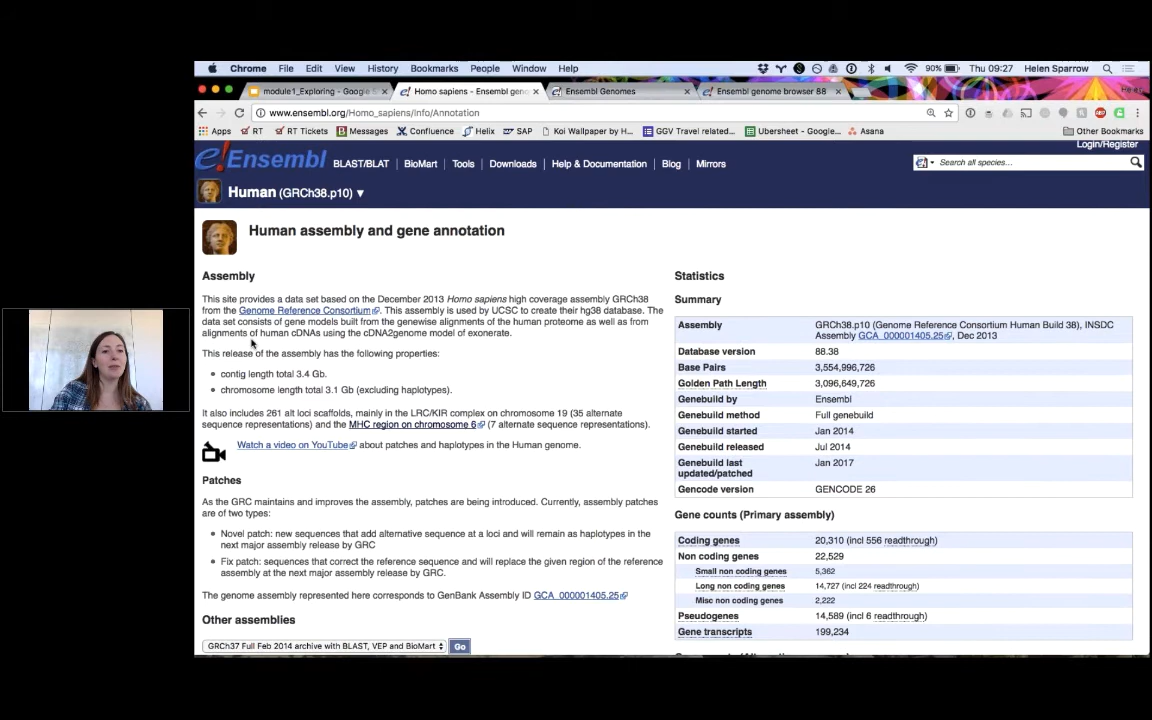 Chrome File Edit View History Bookmarks People Window Help 90% Thu 09:27 Helen Sparrow
module1_Exploring - Google S Homo sapiens - Ensembl geno Ensembl Genomes Ensembl genome browser 88
www.ensembl.org/Homo_sapiens/Info/Annotation
Apps RT RT Tickets Messages Confluence Helix SAP Koi Wallpaper by H... GGV Travel related... Ubersheet - Google... Asana Other Bookmarks
Login/Register
e!Ensembl BLAST/BLAT BioMart Tools Downloads Help & Documentation Blog Mirrors Search all species...
Human (GRCh38.p10) ▼
Human assembly and gene annotation
Assembly
This site provides a data set based on the December 2013 Homo sapiens high coverage assembly GRCh38
from the Genome Reference Consortium. This assembly is used by UCSC to create their hg38 database. The
data set consists of gene models built from the genewise alignments of the human proteome as well as from
alignments of human cDNAs using the cDNA2genome model of exonerate.
This release of the assembly has the following properties:
• contig length total 3.4 Gb.
• chromosome length total 3.1 Gb (excluding haplotypes).
It also includes 261 alt loci scaffolds, mainly in the LRC/KIR complex on chromosome 19 (35 alternate
sequence representations) and the MHC region on chromosome 6 (7 alternate sequence representations).
Watch a video on YouTube about patches and haplotypes in the Human genome.
Patches
As the GRC maintains and improves the assembly, patches are being introduced. Currently, assembly patches
are of two types:
• Novel patch: new sequences that add alternative sequence at a loci and will remain as haplotypes in the
next major assembly release by GRC
• Fix patch: sequences that correct the reference sequence and will replace the given region of the reference
assembly at the next major assembly release by GRC.
The genome assembly represented here corresponds to GenBank Assembly ID GCA_000001405.25
Other assemblies
GRCh37 Full Feb 2014 archive with BLAST, VEP and BioMart Go
Statistics
Summary
Assembly GRCh38.p10 (Genome Reference Consortium Human Build 38), INSDC
Assembly GCA_000001405.25, Dec 2013
Database version 88.38
Base Pairs 3,554,996,726
Golden Path Length 3,096,649,726
Genebuild by Ensembl
Genebuild method Full genebuild
Genebuild started Jan 2014
Genebuild released Jul 2014
Genebuild last Jan 2017
updated/patched
Gencode version GENCODE 26
Gene counts (Primary assembly)
Coding genes 20,310 (incl 556 readthrough)
Non coding genes 22,529
Small non coding genes 5,362
Long non coding genes 14,727 (incl 224 readthrough)
Misc non coding genes 2,222
Pseudogenes 14,589 (incl 6 readthrough)
Gene transcripts 199,234